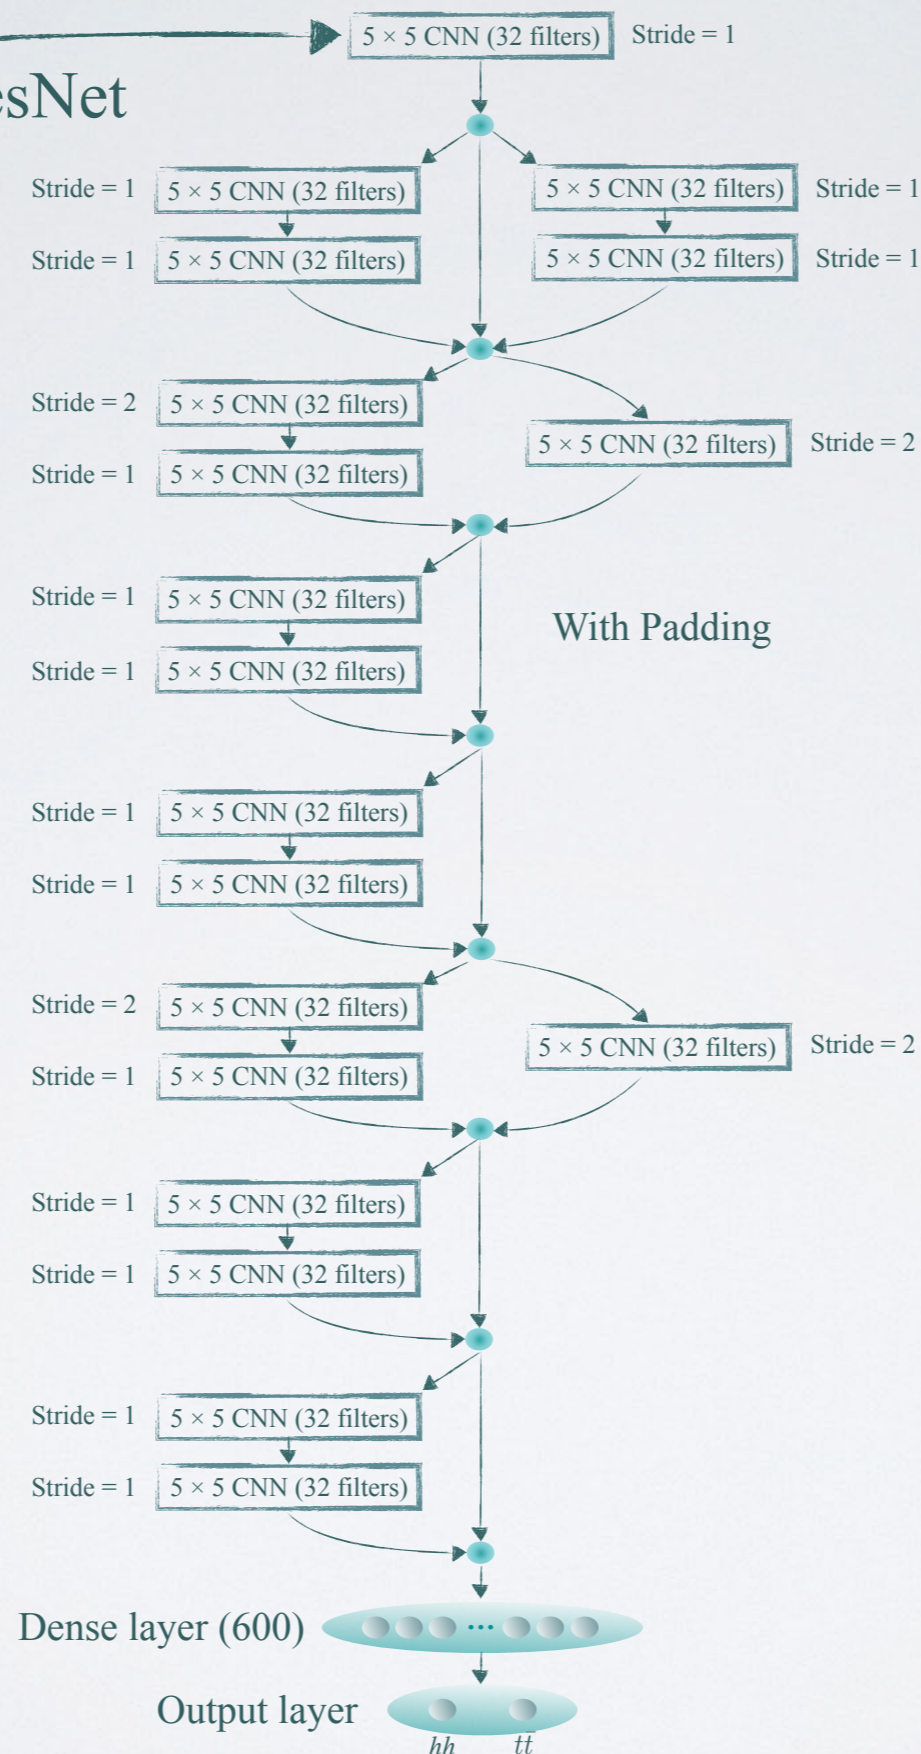 5 × 5 CNN (32 filters) Stride = 1
esNet
Stride = 1 5 × 5 CNN (32 filters) 5 × 5 CNN (32 filters) Stride = 1
Stride = 1 5 × 5 CNN (32 filters) 5 × 5 CNN (32 filters) Stride = 1
Stride = 2 5 × 5 CNN (32 filters)
5 × 5 CNN (32 filters) Stride = 2
Stride = 1 5 × 5 CNN (32 filters)
Stride = 1 5 × 5 CNN (32 filters)
With Padding
Stride = 1 5 × 5 CNN (32 filters)
Stride = 1 5 × 5 CNN (32 filters)
Stride = 1 5 × 5 CNN (32 filters)
Stride = 2 5 × 5 CNN (32 filters)
5 × 5 CNN (32 filters) Stride = 2
Stride = 1 5 × 5 CNN (32 filters)
Stride = 1 5 × 5 CNN (32 filters)
Stride = 1 5 × 5 CNN (32 filters)
Stride = 1 5 × 5 CNN (32 filters)
Stride = 1 5 × 5 CNN (32 filters)
Dense layer (600) ...
Output layer
hh tt̄